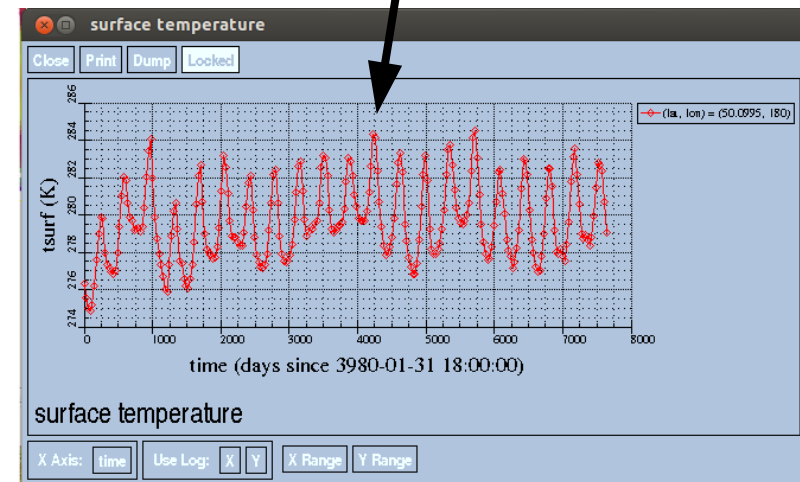 surface temperature
Close Print Dump Locked
286
284
282
280
278
276
274
tsurf (K)
0 1000 2000 3000 4000 5000 6000 7000 8000
time (days since 3980-01-31 18:00:00)
(lat, lon) = (50.0995, 180)
surface temperature
X Axis: time Use Log: X Y X Range Y Range